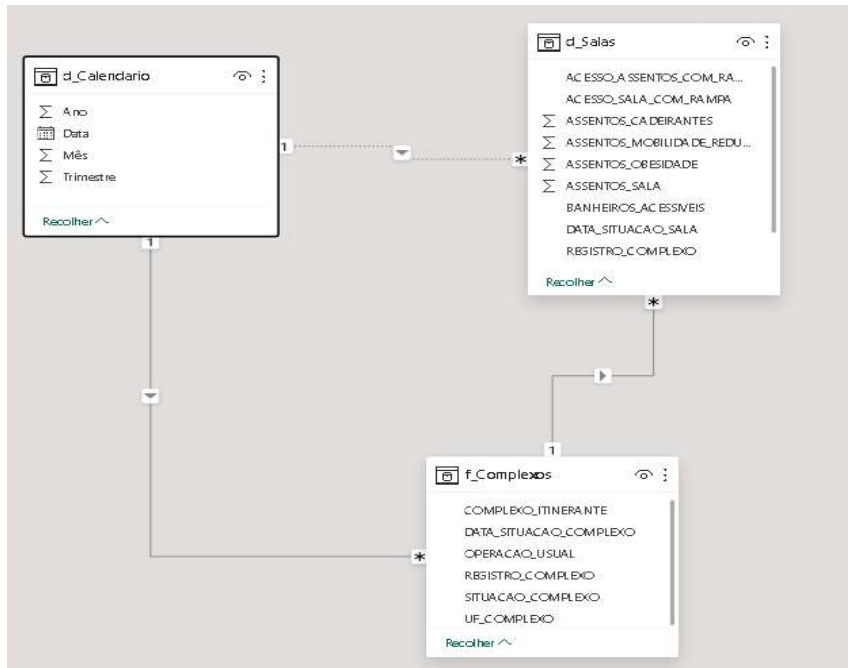 d_Calendario
Ano
Data
Mês
Trimestre
Recolher
1
1
d_Salas
ACESSO_ASSENTOS_COM_RA...
ACESSO_SALA_COM_RAMPA
ASSENTOS_CADEIRANTES
ASSENTOS_MOBILIDADE_REDU...
ASSENTOS_OBESIDADE
ASSENTOS_SALA
BANHEIROS_ACESSIVEIS
DATA_SITUACAO_SALA
REGISTRO_COMPLEXO
Recolher
*
*
1
f_Complexos
COMPLEXO_ITINERANTE
DATA_SITUACAO_COMPLEXO
OPERACAO_USUAL
REGISTRO_COMPLEXO
SITUACAO_COMPLEXO
UF_COMPLEXO
Recolher
*